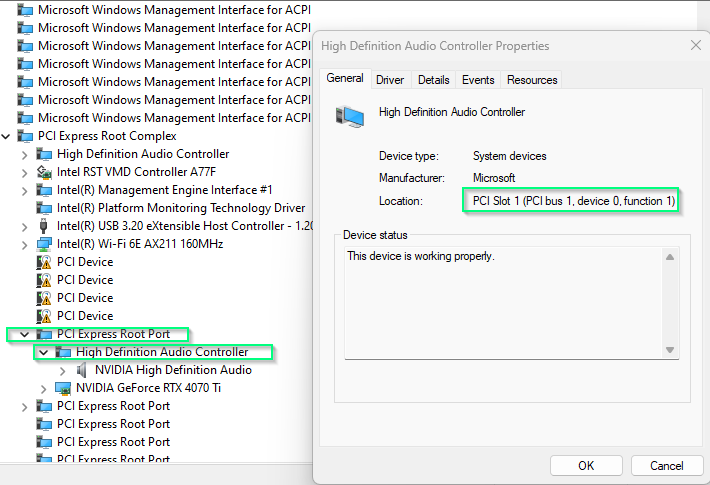 Microsoft Windows Management Interface for ACPI
Microsoft Windows Management Interface for ACPI
Microsoft Windows Management Interface for ACPI
Microsoft Windows Management Interface for ACPI
Microsoft Windows Management Interface for ACPI
Microsoft Windows Management Interface for ACPI
Microsoft Windows Management Interface for ACPI
PCI Express Root Complex
High Definition Audio Controller
Intel RST VMD Controller A77F
Intel(R) Management Engine Interface #1
Intel(R) Platform Monitoring Technology Driver
Intel(R) USB 3.20 eXtensible Host Controller - 1.20
Intel(R) Wi-Fi 6E AX211 160MHz
PCI Device
PCI Device
PCI Device
PCI Device
PCI Express Root Port
High Definition Audio Controller
NVIDIA High Definition Audio
NVIDIA GeForce RTX 4070 Ti
PCI Express Root Port
PCI Express Root Port
PCI Express Root Port
PCI Express Root Port
High Definition Audio Controller Properties
General Driver Details Events Resources
High Definition Audio Controller
Device type: System devices
Manufacturer: Microsoft
Location: PCI Slot 1 (PCI bus 1, device 0, function 1)
Device status
This device is working properly.
OK Cancel